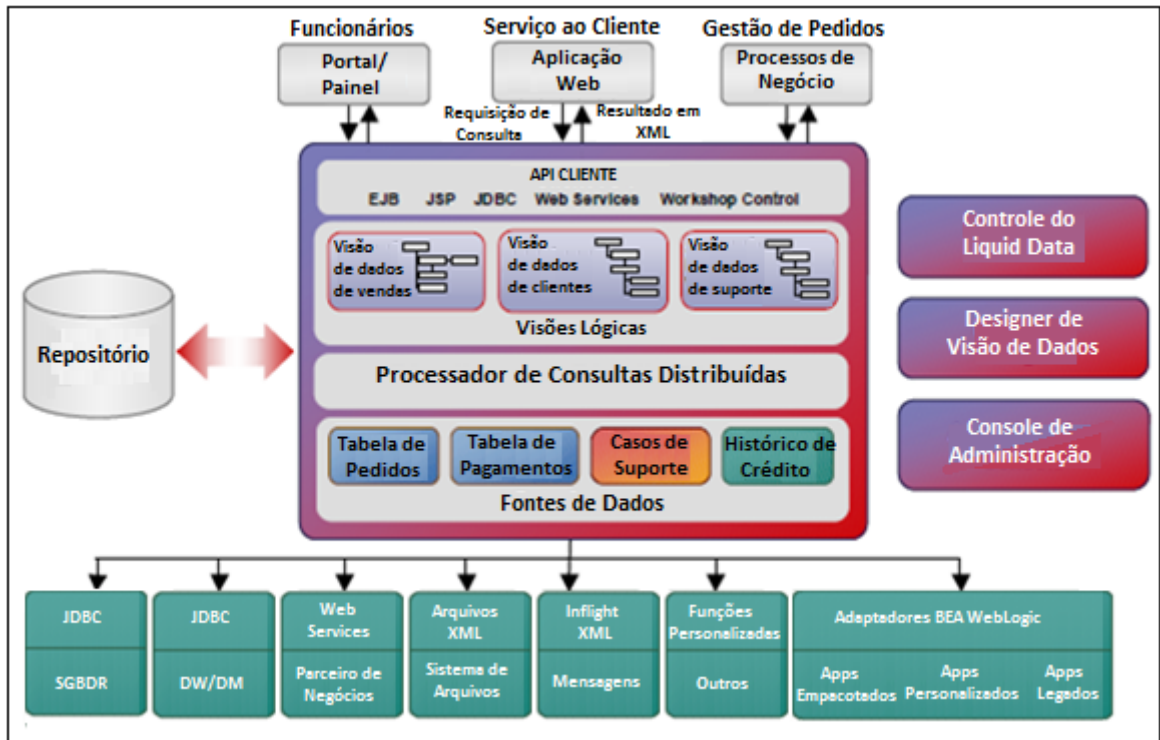 Funcionários
Serviço ao Cliente
Gestão de Pedidos
Portal/
Painel
Aplicação
Web
Processos de
Negócio
Requisição de
Consulta
Resultado em
XML
API CLIENTE
EJB JSP JDBC Web Services Workshop Control
Visão
de dados
de vendas
Visão
de dados
de clientes
Visão
de dados
de suporte
Visões Lógicas
Processador de Consultas Distribuídas
Tabela de
Pedidos
Tabela de
Pagamentos
Casos de
Suporte
Histórico de
Crédito
Fontes de Dados
Repositório
Controle do
Liquid Data
Designer de
Visão de Dados
Console de
Administração
JDBC
SGBDR
JDBC
DW/DM
Web
Services
Parceiro de
Negócios
Arquivos
XML
Sistema de
Arquivos
Inflight
XML
Mensagens
Funções
Personalizadas
Outros
Adaptadores BEA WebLogic
Apps
Empacotados
Apps
Personalizados
Apps
Legados